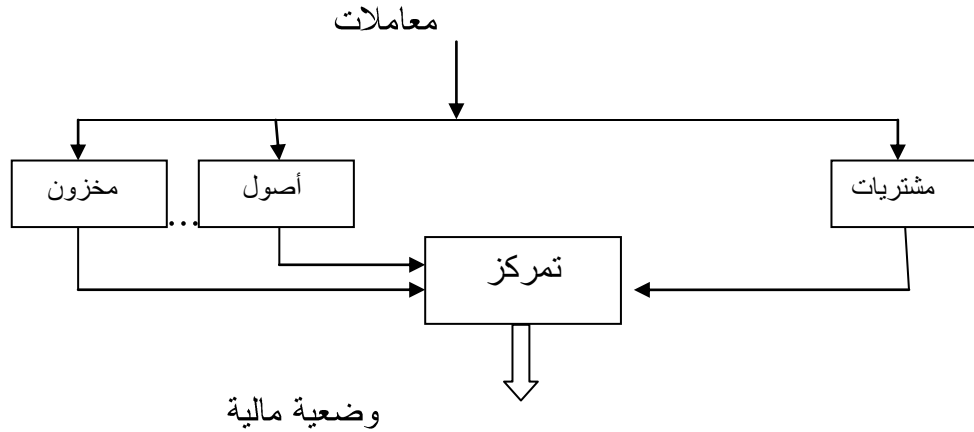 معاملات
مشتريات
أصول
...
مخزون
تمركز
وضعية مالية